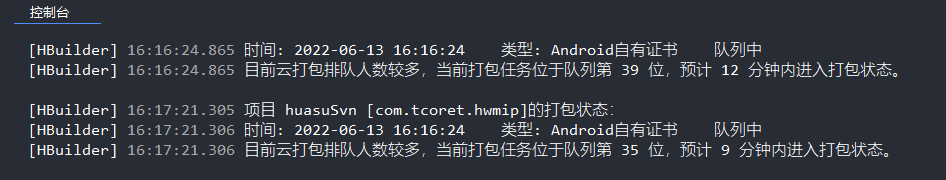 控制台
[HBuilder] 16:16:24.865 时间: 2022-06-13 16:16:24    类型: Android自有证书    队列中
[HBuilder] 16:16:24.865 目前云打包排队人数较多，当前打包任务位于队列第 39 位，预计 12 分钟内进入打包状态。
[HBuilder] 16:17:21.305 项目 huasuSvn [com.tcoret.hwmip]的打包状态：
[HBuilder] 16:17:21.306 时间: 2022-06-13 16:16:24    类型: Android自有证书    队列中
[HBuilder] 16:17:21.306 目前云打包排队人数较多，当前打包任务位于队列第 35 位，预计 9 分钟内进入打包状态。